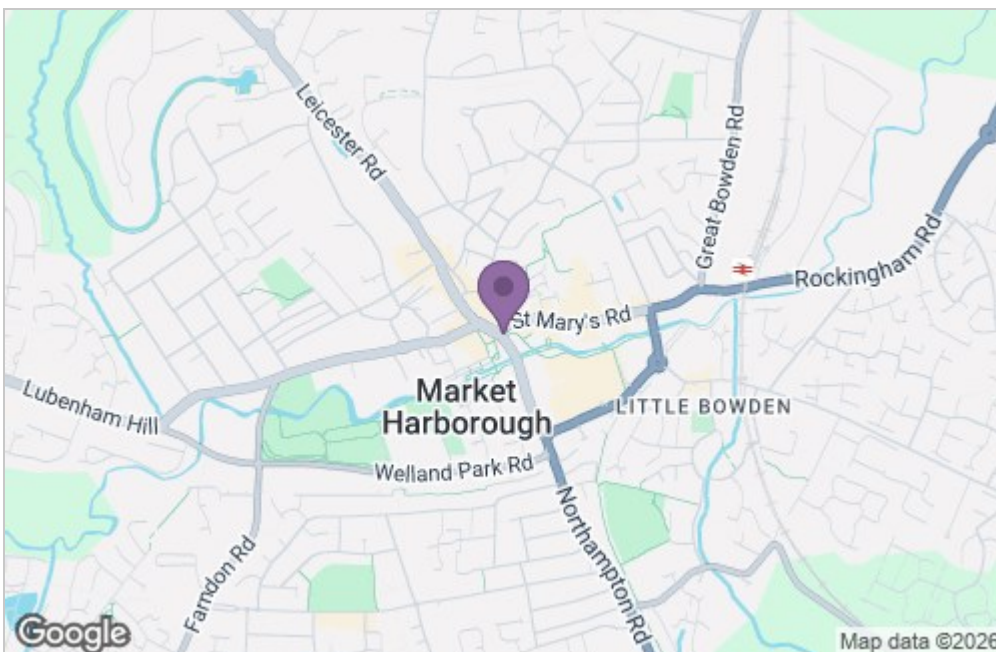 Leicester Rd
Great Bowden Rd
Rockingham Rd
St Mary's Rd
Market
Harborough
LITTLE BOWDEN
Lubenham Hill
Welland Park Rd
Northampton Rd
Farndon Rd
Google
Map data ©2026